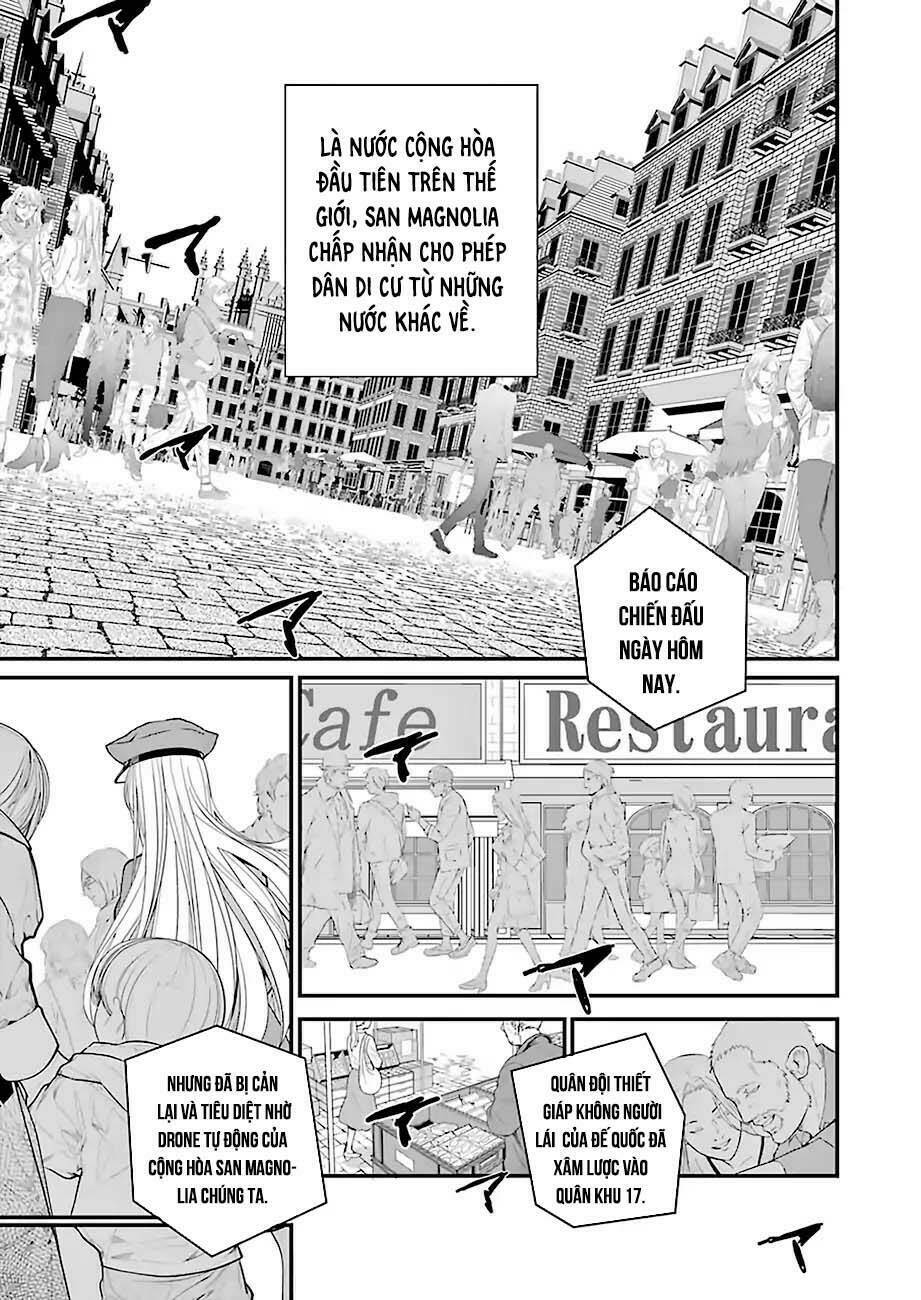 LÀ NƯỚC CỘNG HÒA
ĐẦU TIÊN TRÊN THẾ
GIỚI, SAN MAGNOLIA
CHẤP NHẬN CHO PHÉP
DÂN DI CƯ TỪ NHỮNG
NƯỚC KHÁC VỀ.
BÁO CÁO
CHIẾN ĐẤU
NGÀY HÔM
NAY.
Cafe
Restaura
QUÂN ĐỘI THIẾT
GIÁP KHÔNG NGƯỜI
LÁI CỦA ĐẾ QUỐC ĐÃ
XÂM LƯỢC VÀO
QUÂN KHU 17.
NHƯNG ĐÃ BỊ CẢN
LẠI VÀ TIÊU DIỆT NHỜ
DRONE TỰ ĐỘNG CỦA
CỘNG HÒA SAN MAGNO-
LIA CHÚNG TA.